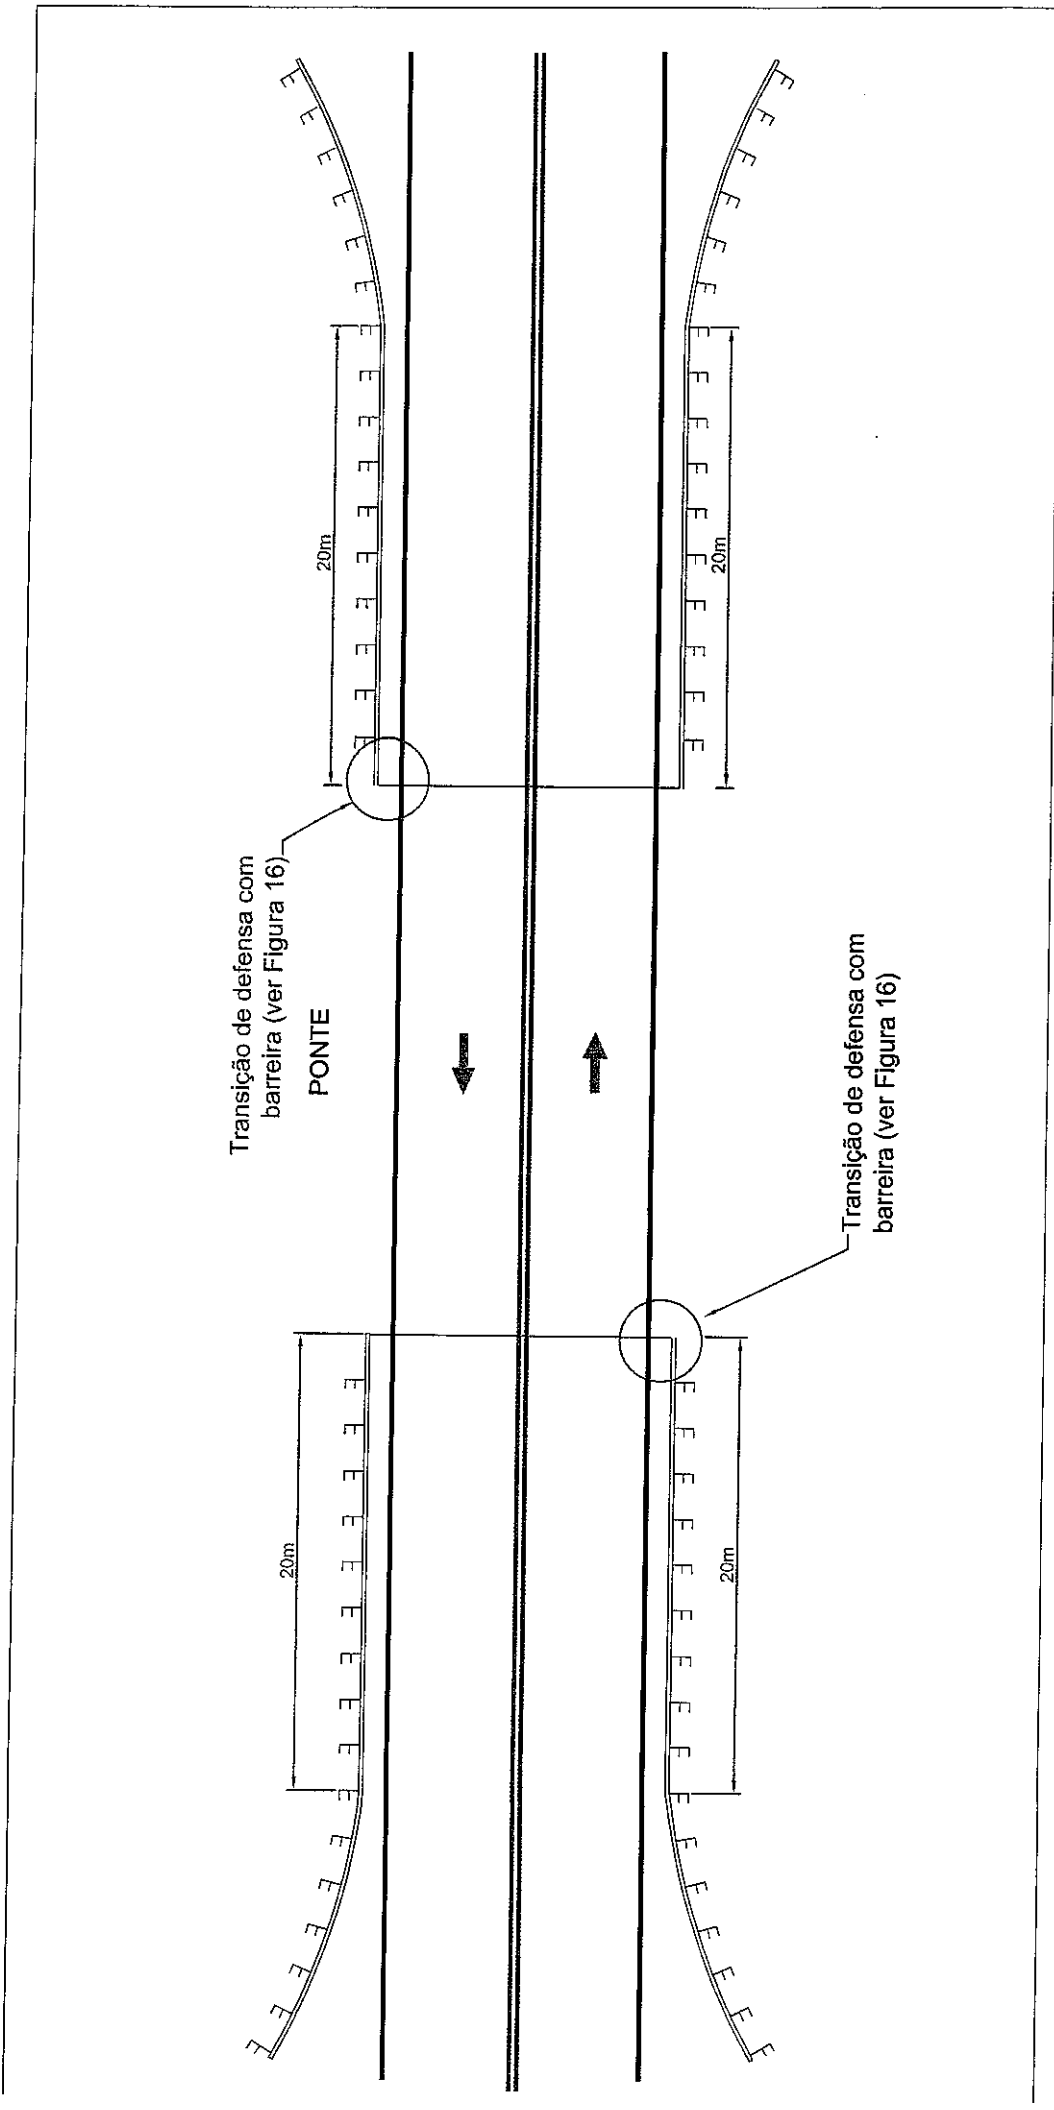 20m
20m
Transição de defensa com
barreira (ver Figura 16)
PONTE
Transição de defensa com
barreira (ver Figura 16)
20m
20m